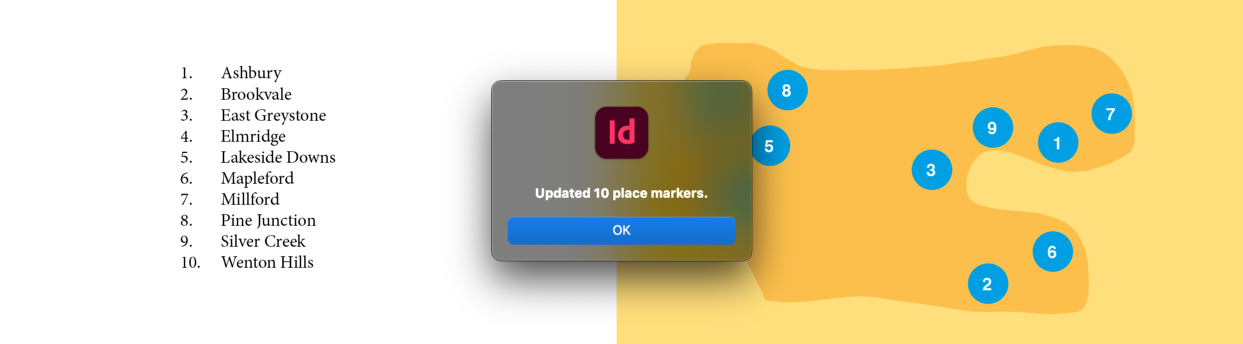 1. Ashbury
2. Brookvale
3. East Greystone
4. Elmridge
5. Lakeside Downs
6. Mapleford
7. Millford
8. Pine Junction
9. Silver Creek
10. Wenton Hills
Id
Updated 10 place markers.
OK
8
7
9
1
5
3
6
2